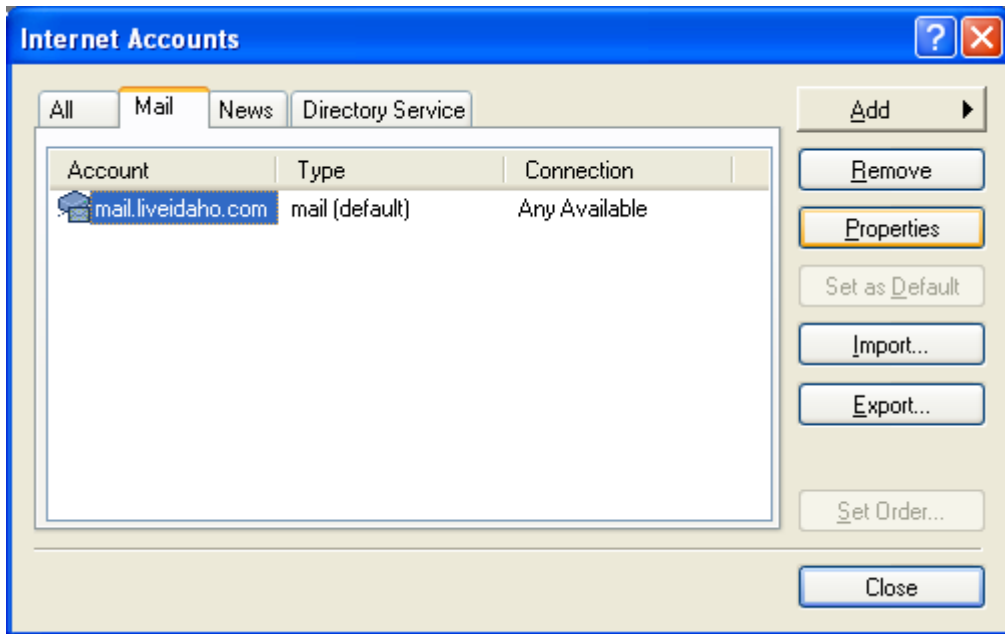 Internet Accounts
All Mail News Directory Service
Add
Account Type Connection
Remove
mail.liveidaho.com mail (default) Any Available
Properties
Set as Default
Import...
Export...
Set Order...
Close